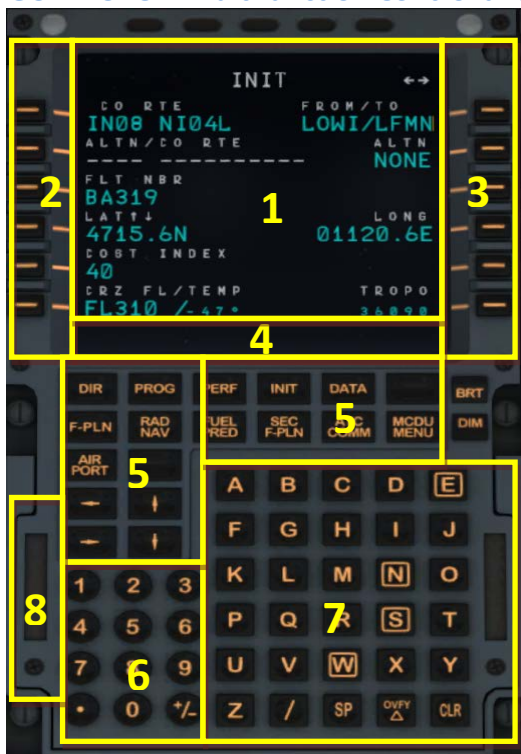 INIT ←→
CO RTE FROM/TO
IN08 NI04L LOWI/LFMN
ALTN/CO RTE ALTN
---- ---------- NONE
FLT NBR
BA319
1
2
3
LAT↑↓ LONG
4715.6N 01120.6E
COST INDEX
40
CRZ FL/TEMP TROPO
FL310 /-47° 36090
4
DIR PROG PERF INIT DATA
BRT
F-PLN RAD NAV FUEL PRED SEC F-PLN ATC COMM MCDU MENU
DIM
5
5
AIR PORT
← ↑
→ ↓
A B C D E
F G H I J
K L M N O
P Q R S T
U V W X Y
Z / SP OVFY △ CLR
7
1 2 3
4 5 6
7 8 9
. 0 +/-
6
8